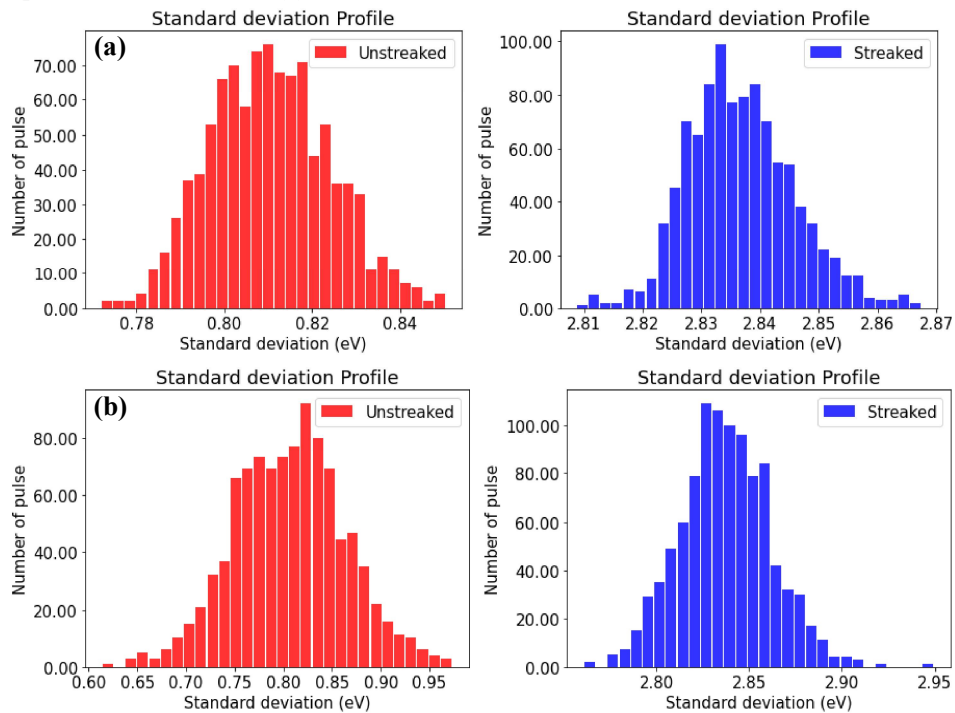 Standard deviation Profile
(a)
Unstreaked
Number of pulse
70.00
60.00
50.00
40.00
30.00
20.00
10.00
0.00
0.78 0.80 0.82 0.84
Standard deviation (eV)
Standard deviation Profile
Streaked
Number of pulse
100.00
80.00
60.00
40.00
20.00
0.00
2.81 2.82 2.83 2.84 2.85 2.86 2.87
Standard deviation (eV)
Standard deviation Profile
(b)
Unstreaked
Number of pulse
80.00
60.00
40.00
20.00
0.00
0.60 0.65 0.70 0.75 0.80 0.85 0.90 0.95
Standard deviation (eV)
Standard deviation Profile
Streaked
Number of pulse
100.00
80.00
60.00
40.00
20.00
0.00
2.80 2.85 2.90 2.95
Standard deviation (eV)